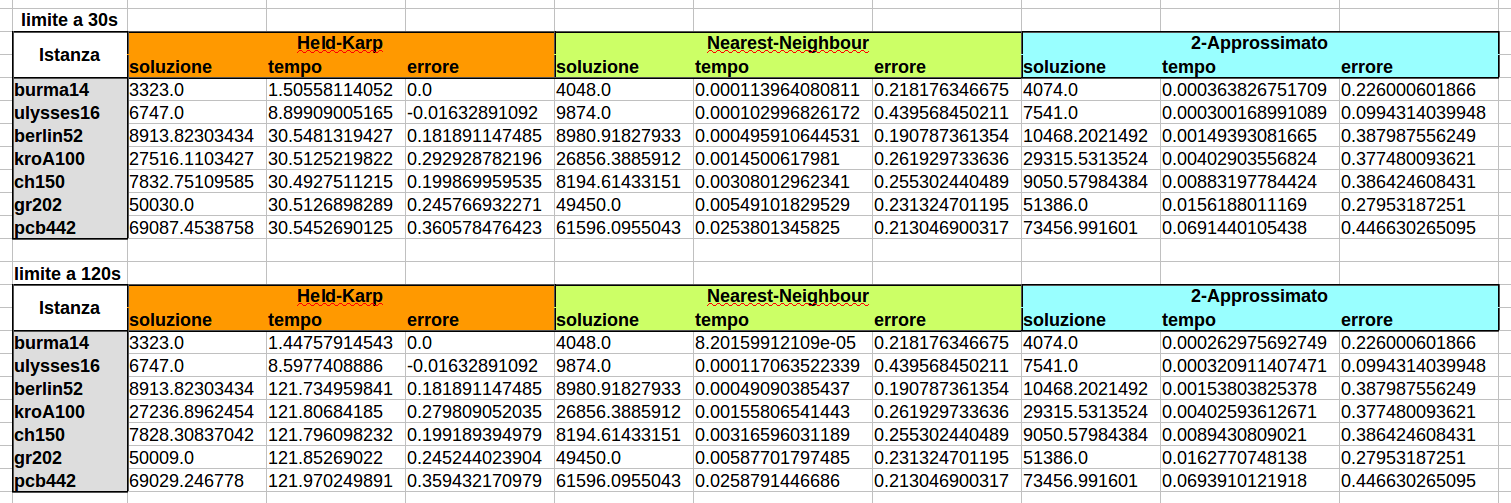 limite a 30s
Istanza Held-Karp Nearest-Neighbour 2-Approssimato
soluzione tempo errore soluzione tempo errore soluzione tempo errore
burma14 3323.0 1.50558114052 0.0 4048.0 0.000113964080811 0.218176346675 4074.0 0.000363826751709 0.226000601866
ulysses16 6747.0 8.89909005165 -0.01632891092 9874.0 0.000102996826172 0.439568450211 7541.0 0.000300168991089 0.0994314039948
berlin52 8913.82303434 30.5481319427 0.181891147485 8980.91827933 0.000495910644531 0.190787361354 10468.2021492 0.00149393081665 0.387987556249
kroA100 27516.1103427 30.5125219822 0.292928782196 26856.3885912 0.0014500617981 0.261929733636 29315.5313524 0.00402903556824 0.377480093621
ch150 7832.75109585 30.4927511215 0.199869959535 8194.61433151 0.00308012962341 0.255302440489 9050.57984384 0.00883197784424 0.386424608431
gr202 50030.0 30.5126898289 0.245766932271 49450.0 0.00549101829529 0.231324701195 51386.0 0.0156188011169 0.27953187251
pcb442 69087.4538758 30.5452690125 0.360578476423 61596.0955043 0.0253801345825 0.213046900317 73456.991601 0.0691440105438 0.446630265095
limite a 120s
Istanza Held-Karp Nearest-Neighbour 2-Approssimato
soluzione tempo errore soluzione tempo errore soluzione tempo errore
burma14 3323.0 1.44757914543 0.0 4048.0 8.20159912109e-05 0.218176346675 4074.0 0.000262975692749 0.226000601866
ulysses16 6747.0 8.5977408886 -0.01632891092 9874.0 0.000117063522339 0.439568450211 7541.0 0.000320911407471 0.0994314039948
berlin52 8913.82303434 121.734959841 0.181891147485 8980.91827933 0.00049090385437 0.190787361354 10468.2021492 0.00153803825378 0.387987556249
kroA100 27236.8962454 121.80684185 0.279809052035 26856.3885912 0.00155806541443 0.261929733636 29315.5313524 0.00402593612671 0.377480093621
ch150 7828.30837042 121.796098232 0.199189394979 8194.61433151 0.00316596031189 0.255302440489 9050.57984384 0.0089430809021 0.386424608431
gr202 50009.0 121.85269022 0.245244023904 49450.0 0.00587701797485 0.231324701195 51386.0 0.0162770748138 0.27953187251
pcb442 69029.246778 121.970249891 0.359432170979 61596.0955043 0.0258791446686 0.213046900317 73456.991601 0.0693910121918 0.446630265095